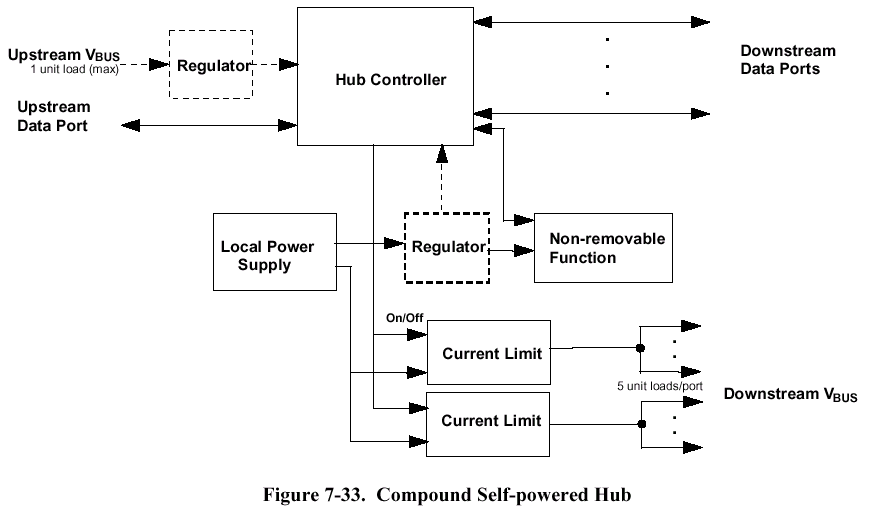 Upstream VBUS
1 unit load (max)
Regulator
Hub Controller
Downstream
Data Ports
Upstream
Data Port
Local Power
Supply
Regulator
Non-removable
Function
On/Off
Current Limit
5 unit loads/port
Downstream VBUS
Current Limit
Figure 7-33. Compound Self-powered Hub